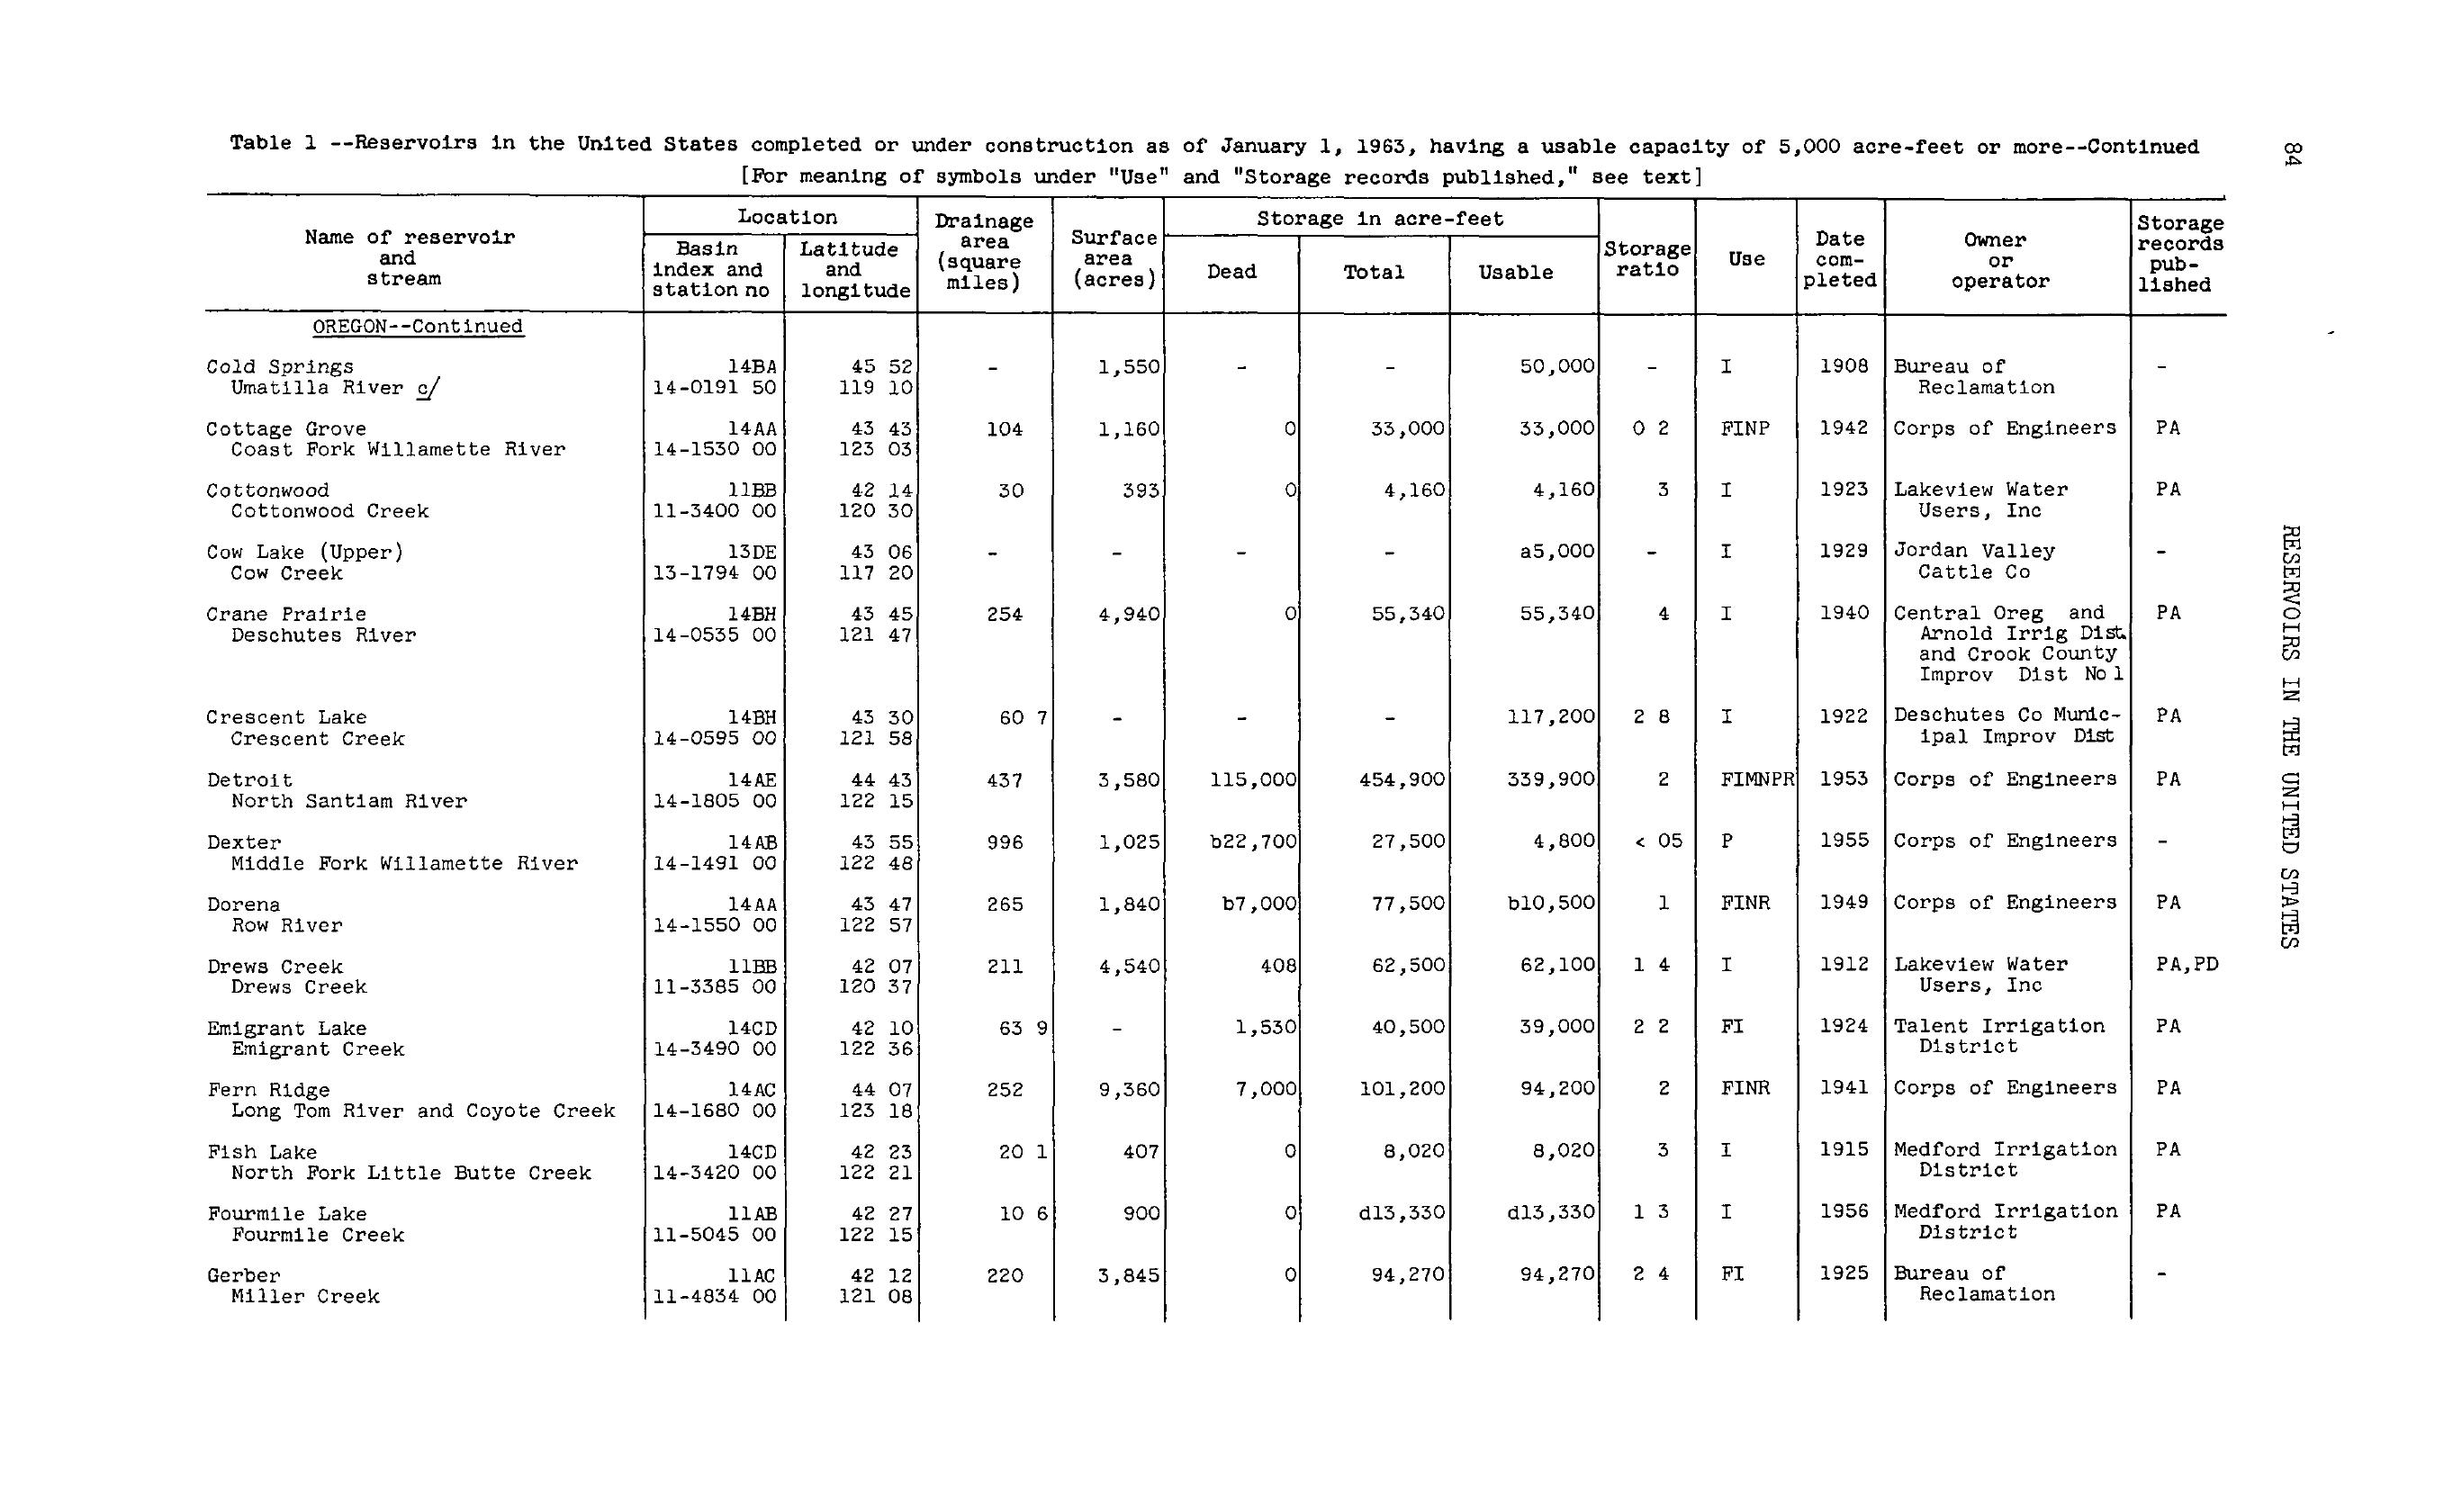 Table 1 --Reservoirs in the United States completed or under construction as of January 1, 1963, having a usable capacity of 5,000 acre-feet or more--Continued
84
[For meaning of symbols under "Use" and "Storage records published," see text]
Name of reservoir and stream | Location | Drainage area (square miles) | Surface area (acres) | Storage in acre-feet | Storage ratio | Use | Date com-pleted | Owner or operator | Storage records pub-lished
Basin index and station no | Latitude and longitude | Dead | Total | Usable
OREGON--Continued
Cold Springs 14BA 45 52 - 1,550 - - 50,000 - I 1908 Bureau of -
Umatilla River c/ 14-0191 50 119 10 Reclamation
Cottage Grove 14AA 43 43 104 1,160 0 33,000 33,000 0 2 FINP 1942 Corps of Engineers PA
Coast Fork Willamette River 14-1530 00 123 03
Cottonwood 11BB 42 14 30 393 0 4,160 4,160 3 I 1923 Lakeview Water PA
Cottonwood Creek 11-3400 00 120 30 Users, Inc
Cow Lake (Upper) 13DE 43 06 - - - - a5,000 - I 1929 Jordan Valley -
Cow Creek 13-1794 00 117 20 Cattle Co
Crane Prairie 14BH 43 45 254 4,940 0 55,340 55,340 4 I 1940 Central Oreg and PA
Deschutes River 14-0535 00 121 47 Arnold Irrig Dist.
and Crook County
Improv Dist No 1
Crescent Lake 14BH 43 30 60 7 - - - 117,200 2 8 I 1922 Deschutes Co Munic- PA
Crescent Creek 14-0595 00 121 58 ipal Improv Dist
Detroit 14AE 44 43 437 3,580 115,000 454,900 339,900 2 FIMNPR 1953 Corps of Engineers PA
North Santiam River 14-1805 00 122 15
Dexter 14AB 43 55 996 1,025 b22,700 27,500 4,800 < 05 P 1955 Corps of Engineers -
Middle Fork Willamette River 14-1491 00 122 48
Dorena 14AA 43 47 265 1,840 b7,000 77,500 b10,500 1 FINR 1949 Corps of Engineers PA
Row River 14-1550 00 122 57
Drews Creek 11BB 42 07 211 4,540 408 62,500 62,100 1 4 I 1912 Lakeview Water PA,PD
Drews Creek 11-3385 00 120 37 Users, Inc
Emigrant Lake 14CD 42 10 63 9 - 1,530 40,500 39,000 2 2 FI 1924 Talent Irrigation PA
Emigrant Creek 14-3490 00 122 36 District
Fern Ridge 14AC 44 07 252 9,360 7,000 101,200 94,200 2 FINR 1941 Corps of Engineers PA
Long Tom River and Coyote Creek 14-1680 00 123 18
Fish Lake 14CD 42 23 20 1 407 0 8,020 8,020 3 I 1915 Medford Irrigation PA
North Fork Little Butte Creek 14-3420 00 122 21 District
Fourmile Lake 11AB 42 27 10 6 900 0 d13,330 d13,330 1 3 I 1956 Medford Irrigation PA
Fourmile Creek 11-5045 00 122 15 District
Gerber 11AC 42 12 220 3,845 0 94,270 94,270 2 4 FI 1925 Bureau of -
Miller Creek 11-4834 00 121 08 Reclamation
RESERVOIRS IN THE UNITED STATES